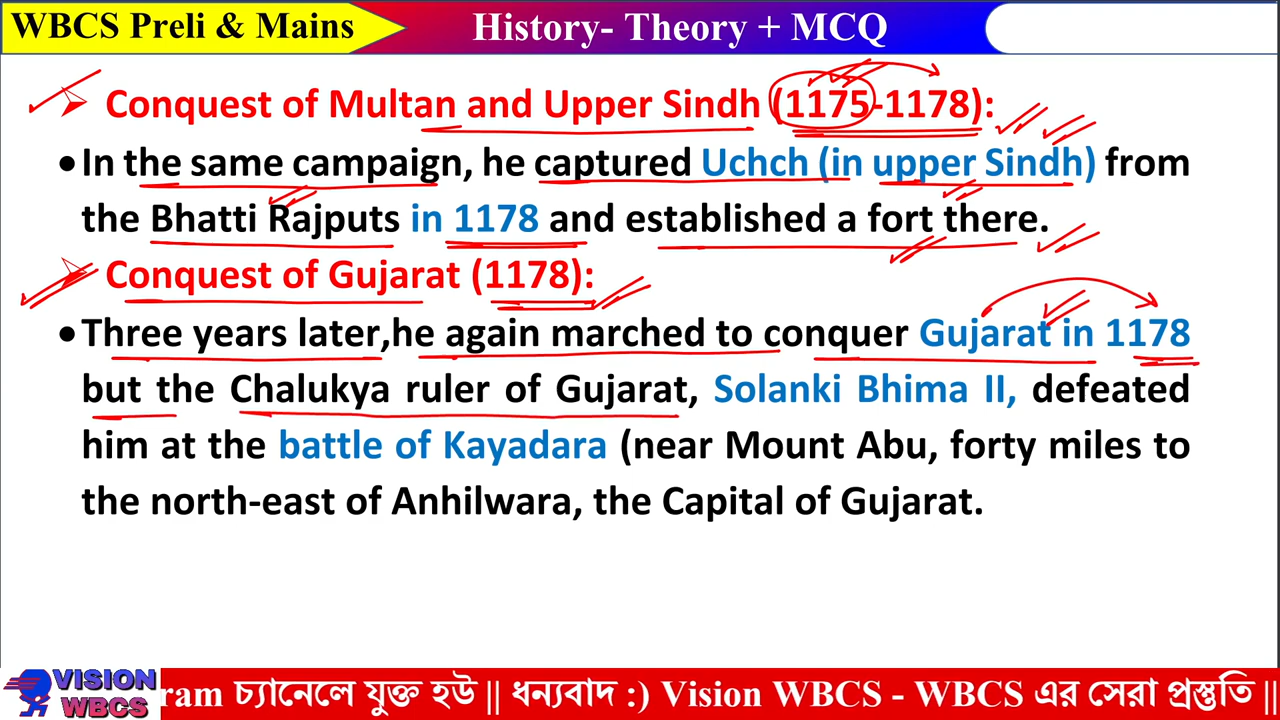 WBCS Preli & Mains
History- Theory + MCQ
Conquest of Multan and Upper Sindh (1175-1178):
•In the same campaign, he captured Uchch (in upper Sindh) from
the Bhatti Rajputs in 1178 and established a fort there.
Conquest of Gujarat (1178):
•Three years later,he again marched to conquer Gujarat in 1178
but the Chalukya ruler of Gujarat, Solanki Bhima II, defeated
him at the battle of Kayadara (near Mount Abu, forty miles to
the north-east of Anhilwara, the Capital of Gujarat.
VISION
WBCS
ram চ্যানেলে যুক্ত হউ || ধন্যবাদ :) Vision WBCS - WBCS এর সেরা প্রস্তুতি ||